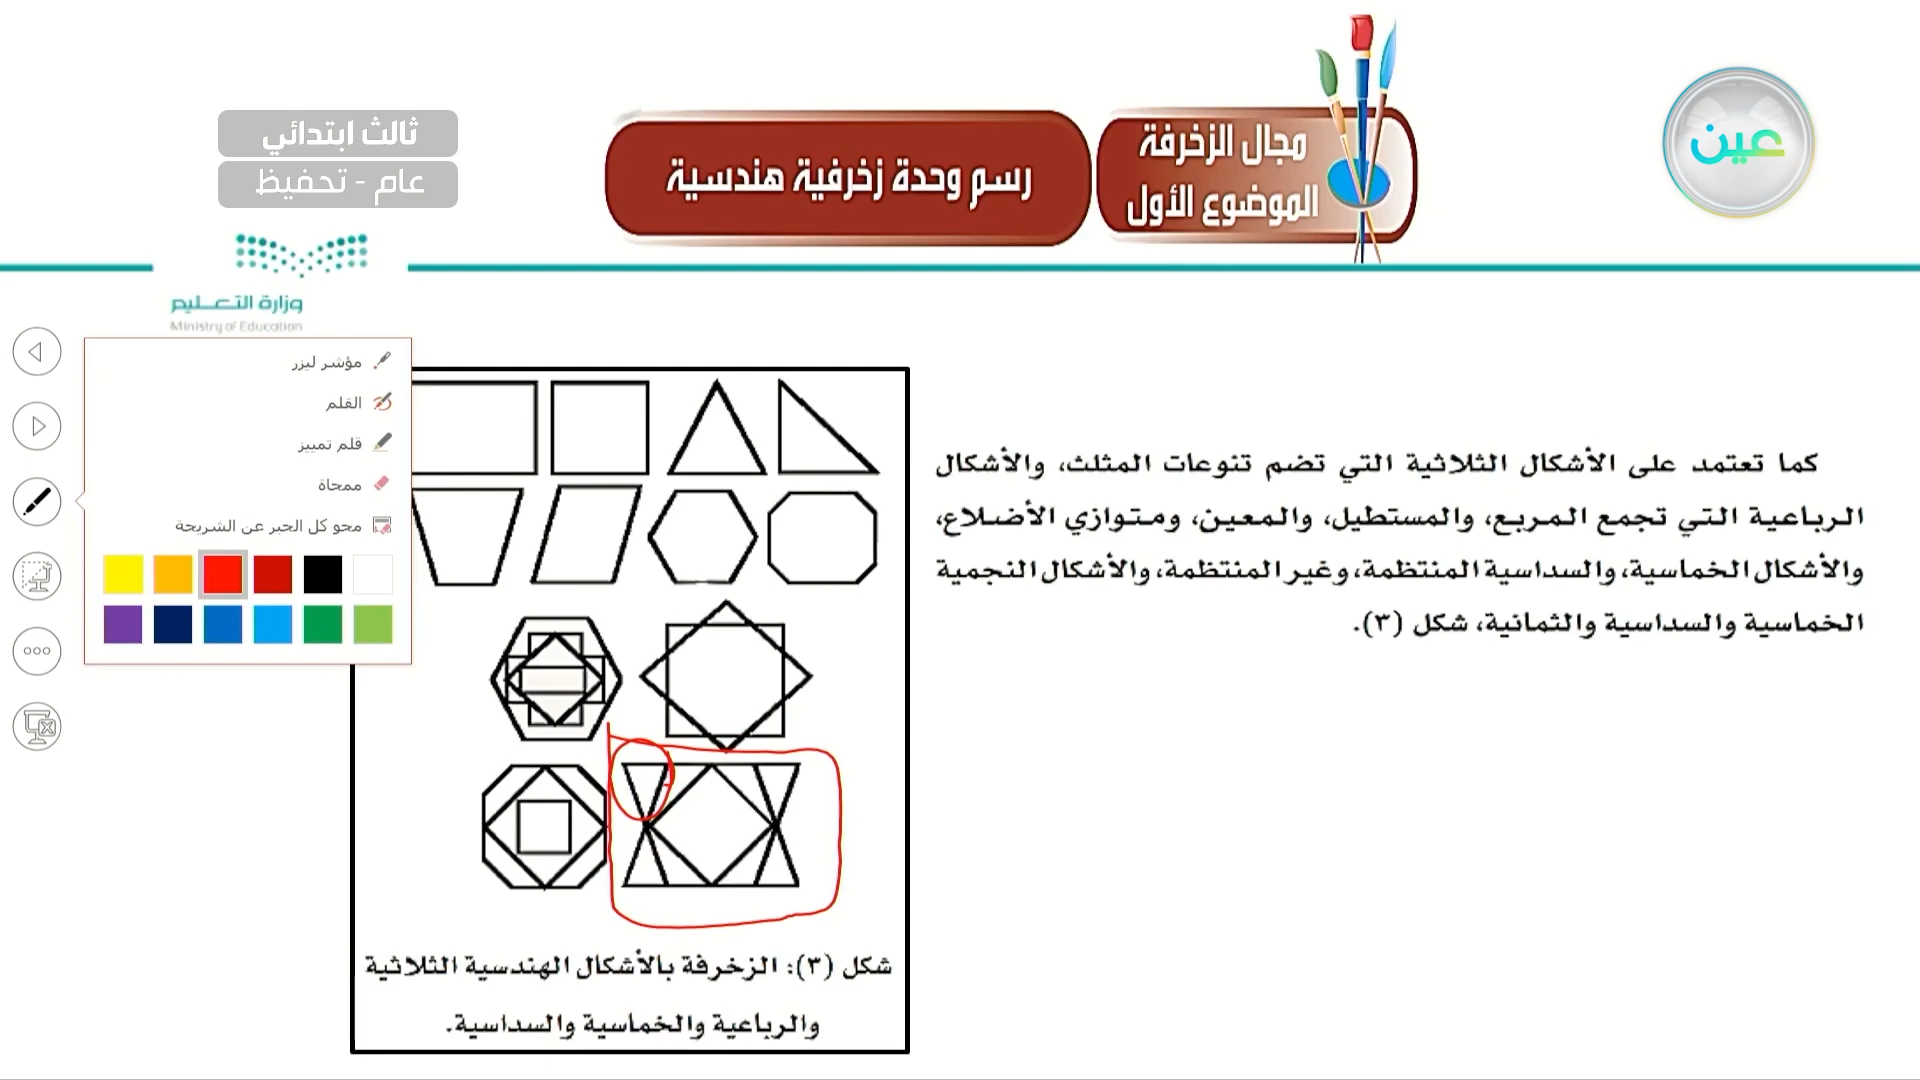 عين
مجال الزخرفة
الموضوع الأول
رسم وحدة زخرفية هندسية
ثالث ابتدائي
عام - تحفيظ
وزارة التعليم
Ministry of Education
كما تعتمد على الأشكال الثلاثية التي تضم تنوعات المثلث، والأشكال
الرباعية التي تجمع المربع، والمستطيل، والمعين، ومتوازي الأضلاع،
والأشكال الخماسية، والسداسية المنتظمة، وغير المنتظمة، والأشكال النجمية
الخماسية والسداسية والثمانية، شكل (٣).
مؤشر ليزر
القلم
قلم تمييز
ممحاة
محو كل الحبر عن الشريحة
شكل (٣): الزخرفة بالأشكال الهندسية الثلاثية
والرباعية والخماسية والسداسية.